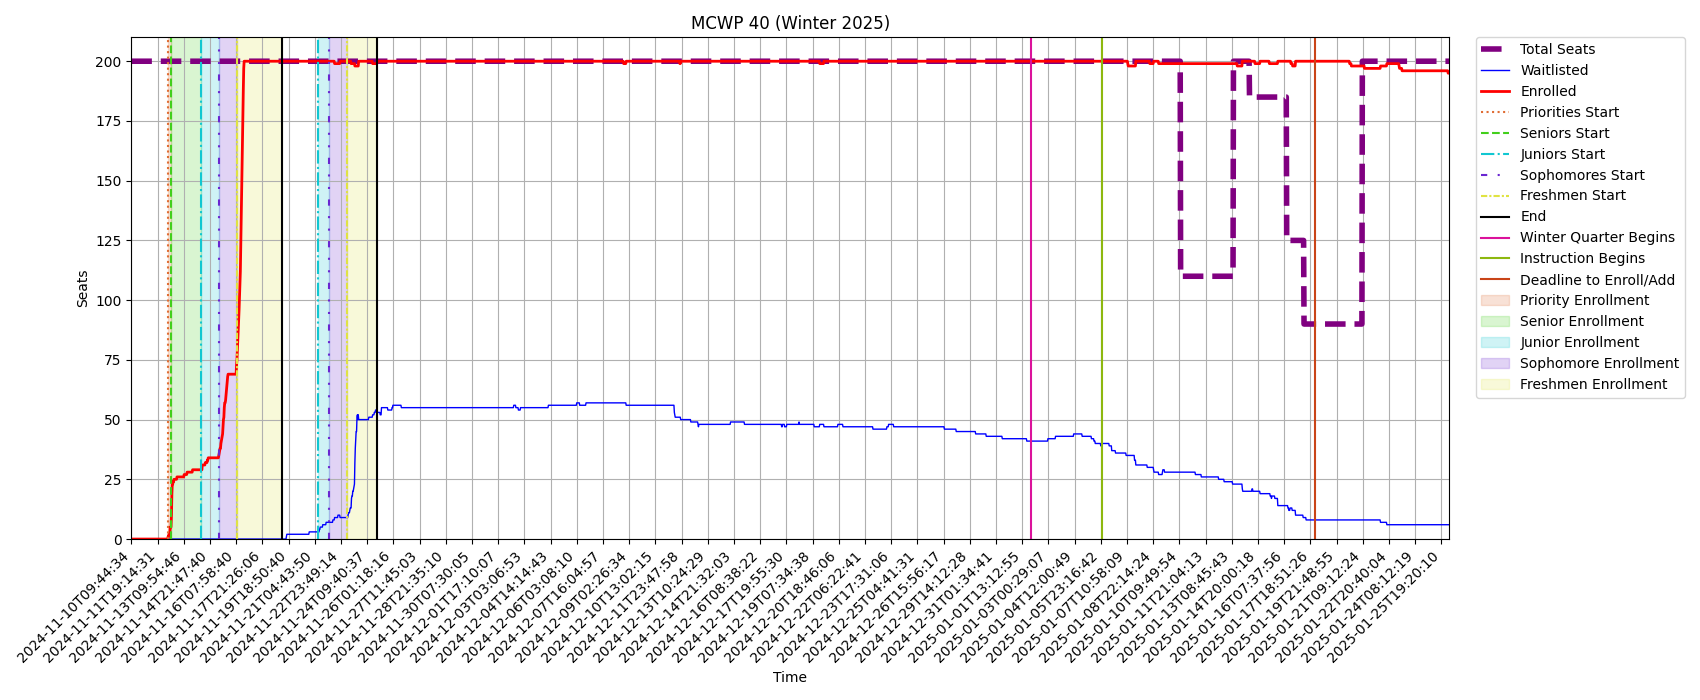 MCWP 40 (Winter 2025)
Seats
200
175
150
125
100
75
50
25
0
2024-11-10T09:44:34
2024-11-11T19:14:31
2024-11-13T09:54:46
2024-11-14T21:47:40
2024-11-16T07:58:40
2024-11-17T21:26:00
2024-11-19T18:50:40
2024-11-21T04:43:50
2024-11-22T23:49:14
2024-11-24T09:40:37
2024-11-26T01:18:16
2024-11-27T11:45:03
2024-11-28T21:35:10
2024-11-30T07:30:05
2024-12-01T17:10:07
2024-12-03T03:06:53
2024-12-04T14:14:43
2024-12-06T03:08:10
2024-12-07T16:04:57
2024-12-09T02:26:34
2024-12-10T13:02:15
2024-12-11T23:47:58
2024-12-13T10:24:29
2024-12-14T21:32:03
2024-12-16T08:38:22
2024-12-17T19:55:30
2024-12-19T07:34:38
2024-12-20T18:46:06
2024-12-22T06:22:41
2024-12-23T17:31:06
2024-12-25T04:41:31
2024-12-26T15:56:17
2024-12-29T14:12:28
2024-12-31T01:34:41
2025-01-01T13:12:55
2025-01-03T00:29:07
2025-01-04T12:00:49
2025-01-05T23:16:42
2025-01-07T10:58:09
2025-01-08T22:14:24
2025-01-10T09:49:54
2025-01-11T21:04:13
2025-01-13T08:45:43
2025-01-14T20:00:18
2025-01-16T07:37:56
2025-01-17T18:51:26
2025-01-19T21:48:55
2025-01-21T09:12:24
2025-01-22T20:40:04
2025-01-24T08:12:19
2025-01-25T19:20:10
Time
Total Seats
Waitlisted
Enrolled
Priorities Start
Seniors Start
Juniors Start
Sophomores Start
Freshmen Start
End
Winter Quarter Begins
Instruction Begins
Deadline to Enroll/Add
Priority Enrollment
Senior Enrollment
Junior Enrollment
Sophomore Enrollment
Freshmen Enrollment